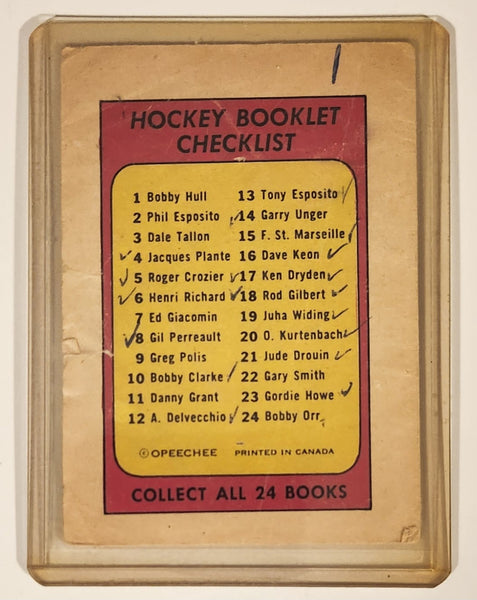 HOCKEY BOOKLET
CHECKLIST
1 Bobby Hull
2 Phil Esposito
3 Dale Tallon
4 Jacques Plante
5 Roger Crozier
6 Henri Richard
7 Ed Giacomin
8 Gil Perreault
9 Greg Polis
10 Bobby Clarke
11 Danny Grant
12 A. Delvecchio
13 Tony Esposito
14 Garry Unger
15 F. St. Marseille
16 Dave Keon
17 Ken Dryden
18 Rod Gilbert
19 Juha Widing
20 O. Kurtenbach
21 Jude Drouin
22 Gary Smith
23 Gordie Howe
24 Bobby Orr
© OPEECHEE PRINTED IN CANADA
COLLECT ALL 24 BOOKS